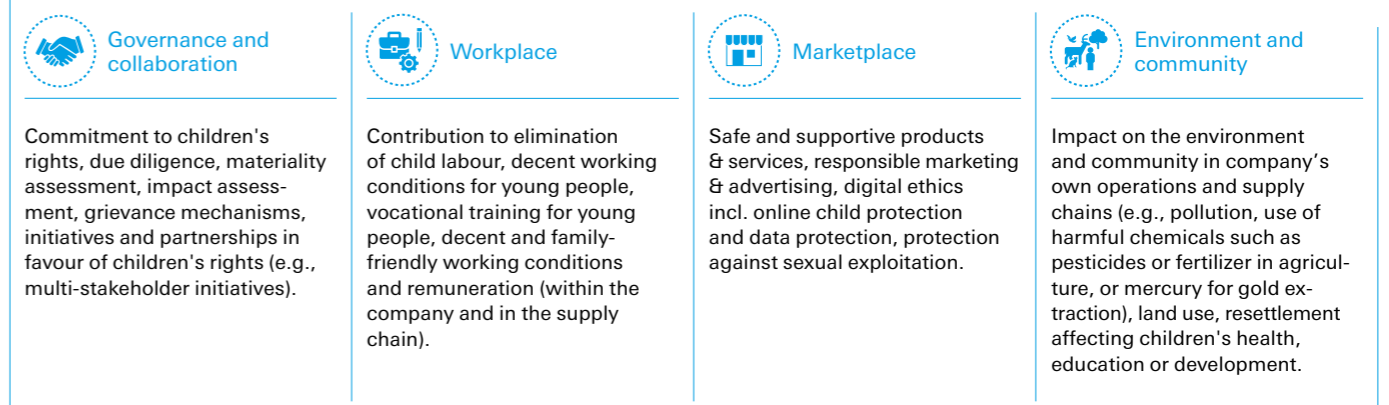 Governance and
collaboration
Commitment to children's
rights, due diligence, materiality
assessment, impact assess-
ment, grievance mechanisms,
initiatives and partnerships in
favour of children's rights (e.g.,
multi-stakeholder initiatives).
Workplace
Contribution to elimination
of child labour, decent working
conditions for young people,
vocational training for young
people, decent and family-
friendly working conditions
and remuneration (within the
company and in the supply
chain).
Marketplace
Safe and supportive products
& services, responsible marketing
& advertising, digital ethics
incl. online child protection
and data protection, protection
against sexual exploitation.
Environment and
community
Impact on the environment
and community in company’s
own operations and supply
chains (e.g., pollution, use of
harmful chemicals such as
pesticides or fertilizer in agricul-
ture, or mercury for gold ex-
traction), land use, resettlement
affecting children's health,
education or development.